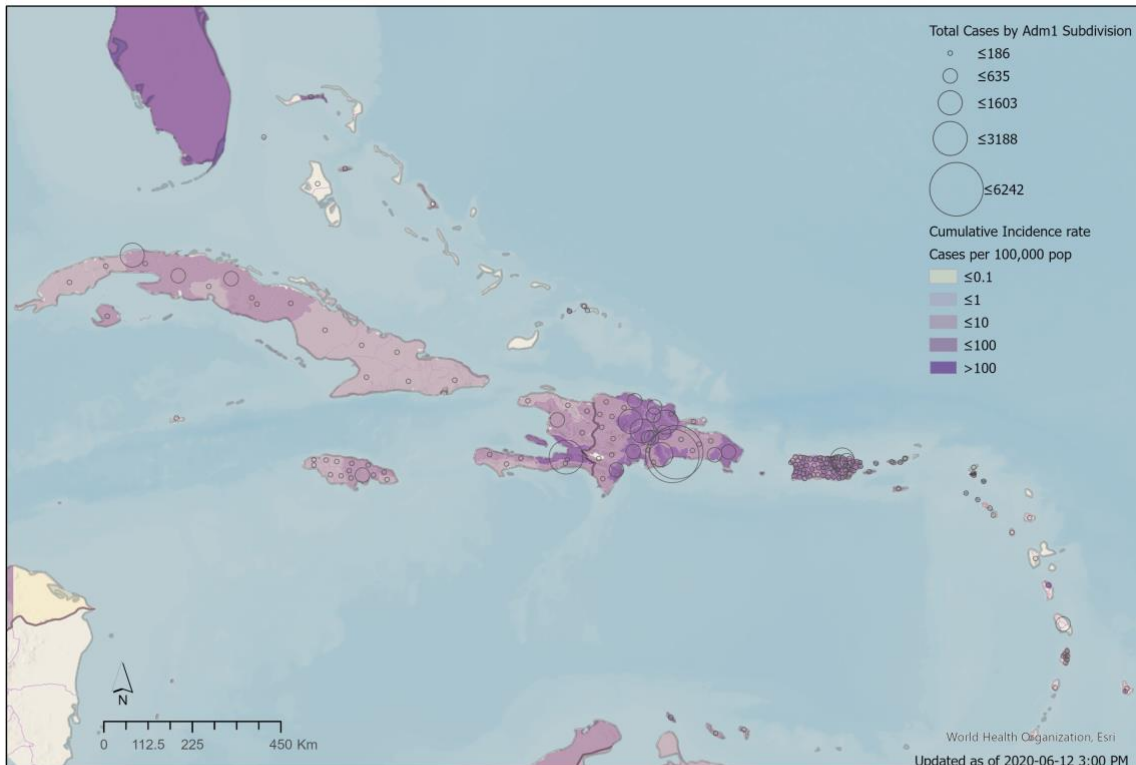 Total Cases by Adm1 Subdivision
≤186
≤635
≤1603
≤3188
≤6242
Cumulative Incidence rate
Cases per 100,000 pop
≤0.1
≤1
≤10
≤100
>100
N
0 112.5 225 450 Km
World Health Organization, Esri
Updated as of 2020-06-12 3:00 PM